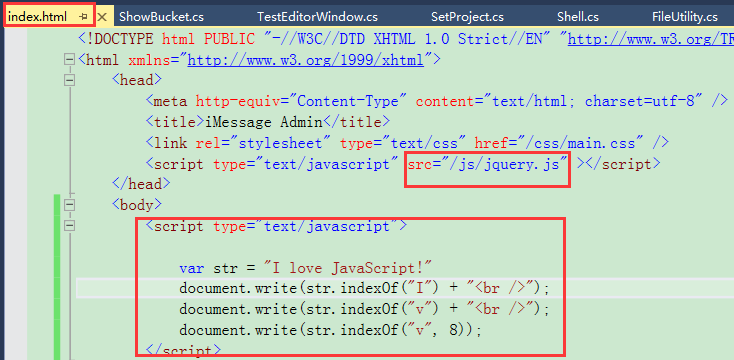 index.html ShowBucket.cs TestEditorWindow.cs SetProject.cs Shell.cs FileUtility.cs
<!DOCTYPE html PUBLIC "-//W3C//DTD XHTML 1.0 Strict//EN" "http://www.w3.org/TR
<html xmlns="http://www.w3.org/1999/xhtml">
<head>
<meta http-equiv="Content-Type" content="text/html; charset=utf-8" />
<title>iMessage Admin</title>
<link rel="stylesheet" type="text/css" href="/css/main.css" />
<script type="text/javascript" src="/js/jquery.js" ></script>
</head>
<body>
<script type="text/javascript">
var str = "I love JavaScript!"
document.write(str.indexOf("I") + "<br />");
document.write(str.indexOf("v") + "<br />");
document.write(str.indexOf("v", 8));
</script>